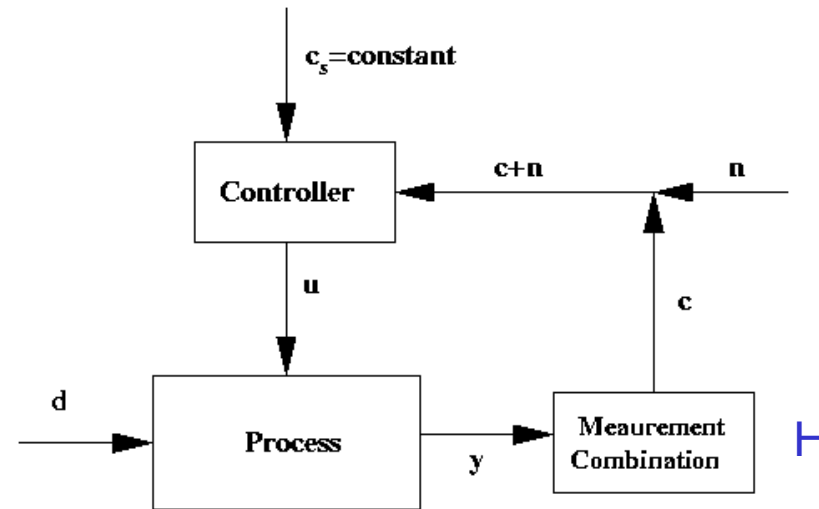 c_s=constant
Controller
c+n
n
u
c
d
Process
y
Meaurement
Combination